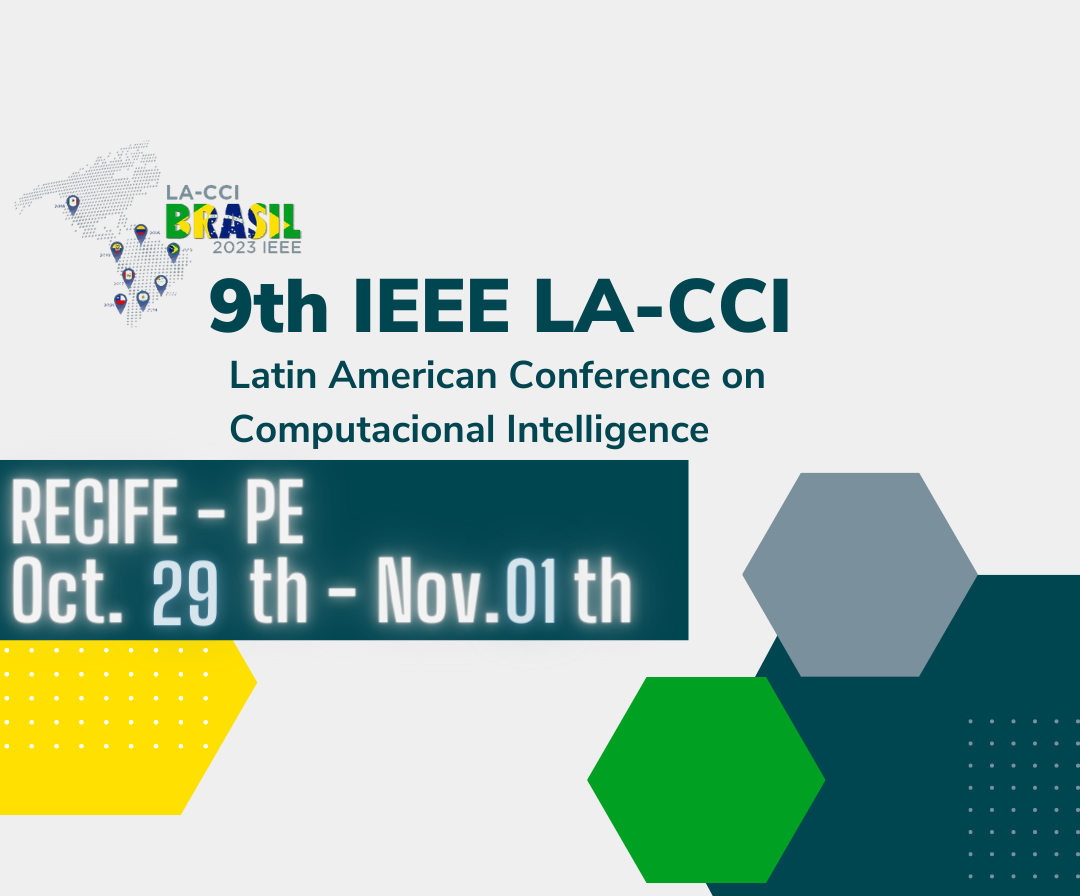 LA-CCI
BRASIL
2023 IEEE
9th IEEE LA-CCI
Latin American Conference on
Computacional Intelligence
RECIFE - PE
Oct. 29 th - Nov.01 th